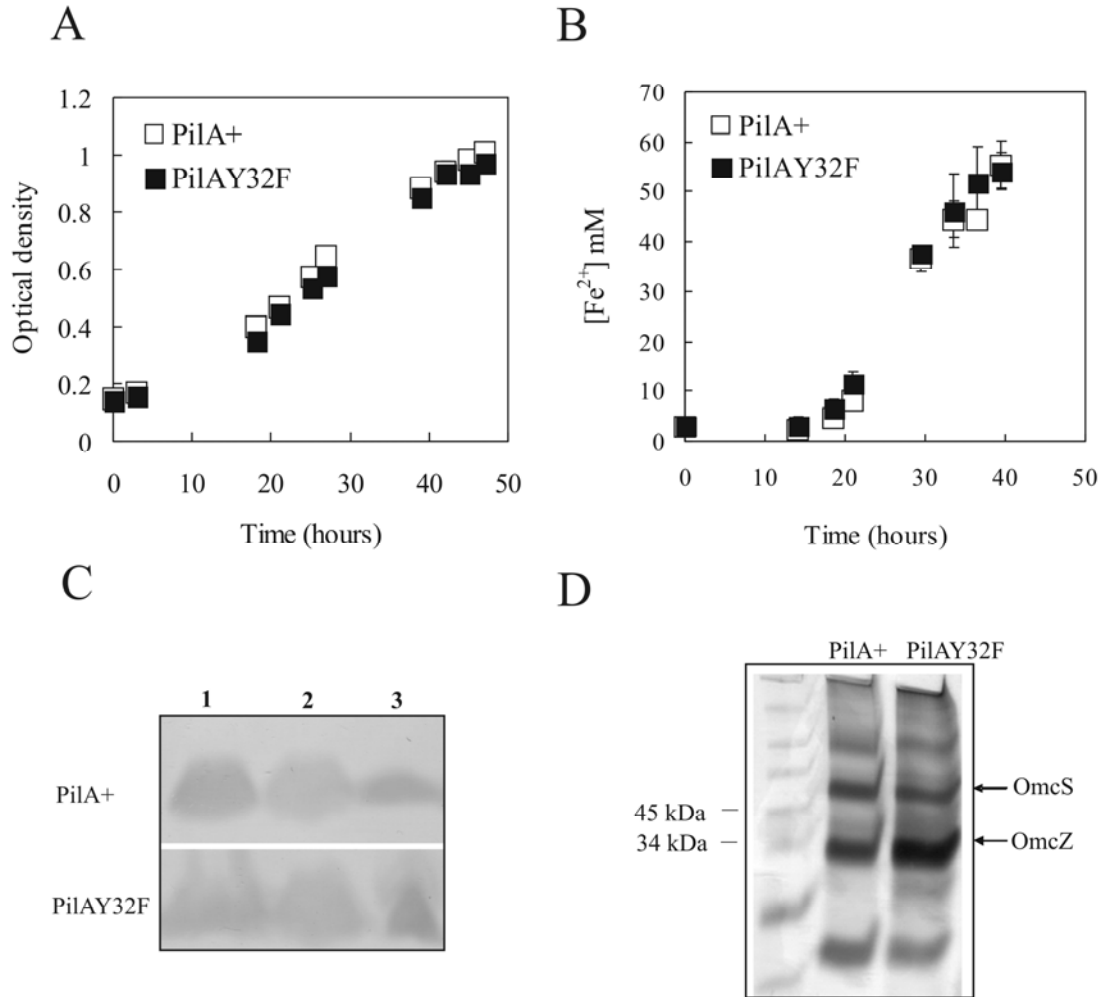 A
1.2
1
0.8
0.6
0.4
0.2
0
Optical density
PilA+
PilAY32F
0 10 20 30 40 50
Time (hours)
B
70
60
50
40
30
20
10
0
[Fe2+] mM
PilA+
PilAY32F
0 10 20 30 40 50
Time (hours)
C
1 2 3
PilA+
PilAY32F
D
PilA+ PilAY32F
45 kDa
34 kDa
OmcS
OmcZ